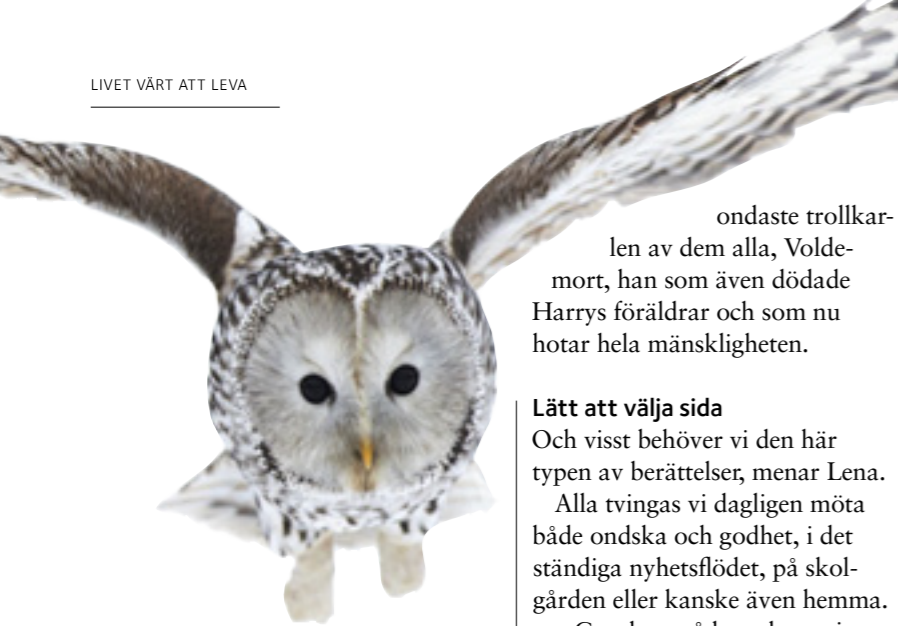 LIVET VÄRT ATT LEVA
ondaste trollkar-
len av dem alla, Volde-
mort, han som även dödade
Harrys föräldrar och som nu
hotar hela mänskligheten.
Lätt att välja sida
Och visst behöver vi den här
typen av berättelser, menar Lena.
Alla tvingas vi dagligen möta
både ondska och godhet, i det
ständiga nyhetsflödet, på skol-
gården eller kanske även hemma.